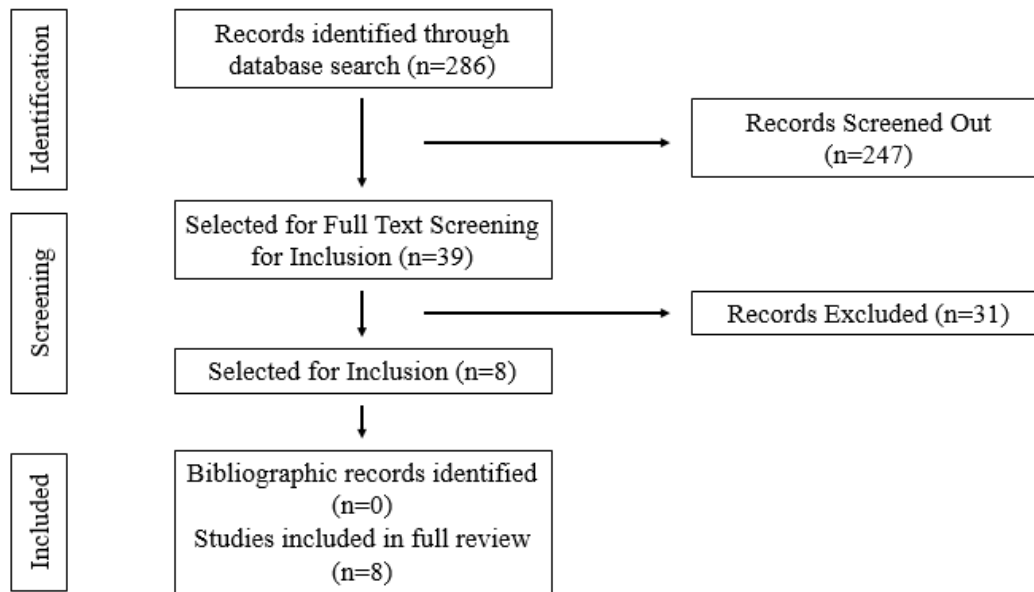 Identification
Records identified through
database search (n=286)
Records Screened Out
(n=247)
Screening
Selected for Full Text Screening
for Inclusion (n=39)
Records Excluded (n=31)
Selected for Inclusion (n=8)
Included
Bibliographic records identified
(n=0)
Studies included in full review
(n=8)